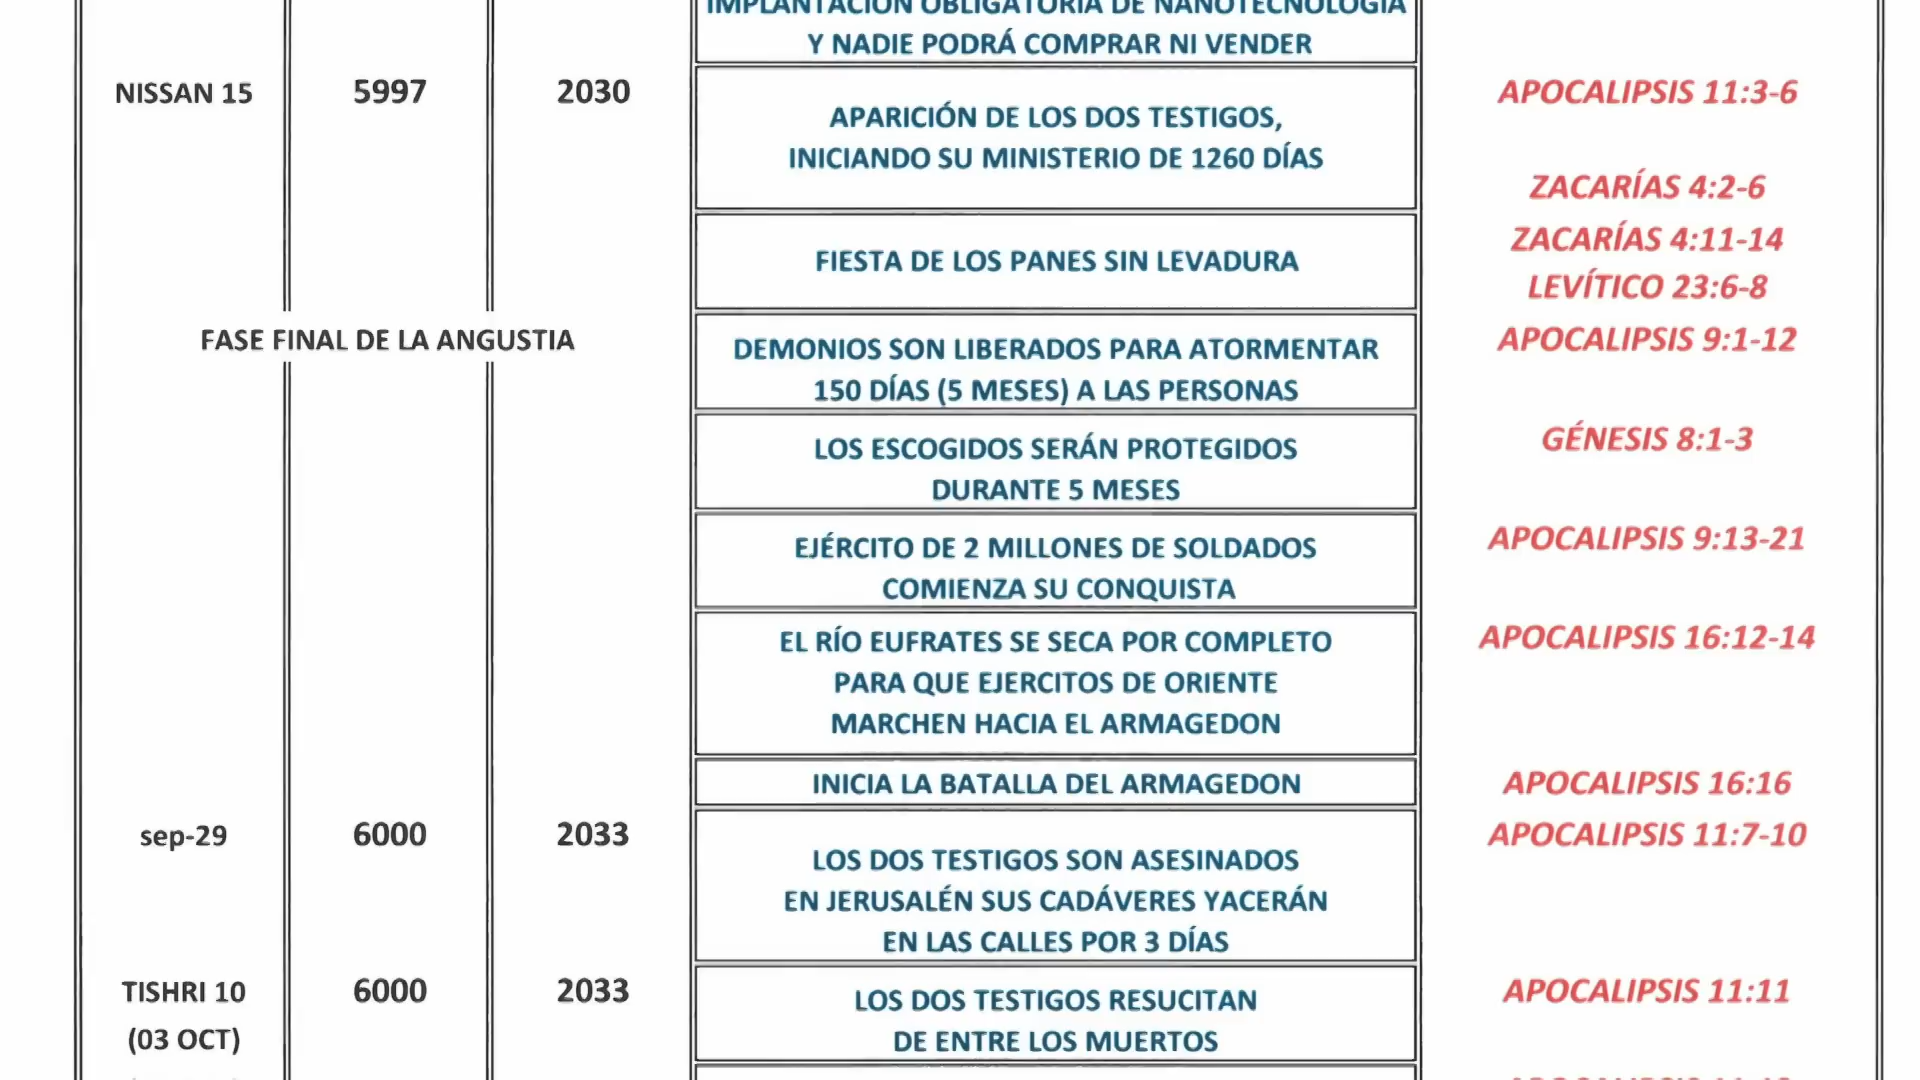 IMPLANTACIÓN OBLIGATORIA DE NANOTECNOLOGÍA
Y NADIE PODRÁ COMPRAR NI VENDER
NISSAN 15 5997 2030
APARICIÓN DE LOS DOS TESTIGOS,
INICIANDO SU MINISTERIO DE 1260 DÍAS
APOCALIPSIS 11:3-6
ZACARÍAS 4:2-6
ZACARÍAS 4:11-14
FIESTA DE LOS PANES SIN LEVADURA
LEVÍTICO 23:6-8
FASE FINAL DE LA ANGUSTIA
DEMONIOS SON LIBERADOS PARA ATORMENTAR
150 DÍAS (5 MESES) A LAS PERSONAS
APOCALIPSIS 9:1-12
LOS ESCOGIDOS SERÁN PROTEGIDOS
DURANTE 5 MESES
GÉNESIS 8:1-3
EJÉRCITO DE 2 MILLONES DE SOLDADOS
COMIENZA SU CONQUISTA
APOCALIPSIS 9:13-21
EL RÍO EUFRATES SE SECA POR COMPLETO
PARA QUE EJERCITOS DE ORIENTE
MARCHEN HACIA EL ARMAGEDON
APOCALIPSIS 16:12-14
INICIA LA BATALLA DEL ARMAGEDON
APOCALIPSIS 16:16
sep-29 6000 2033
LOS DOS TESTIGOS SON ASESINADOS
EN JERUSALÉN SUS CADÁVERES YACERÁN
EN LAS CALLES POR 3 DÍAS
APOCALIPSIS 11:7-10
TISHRI 10 6000 2033
(03 OCT)
LOS DOS TESTIGOS RESUCITAN
DE ENTRE LOS MUERTOS
APOCALIPSIS 11:11